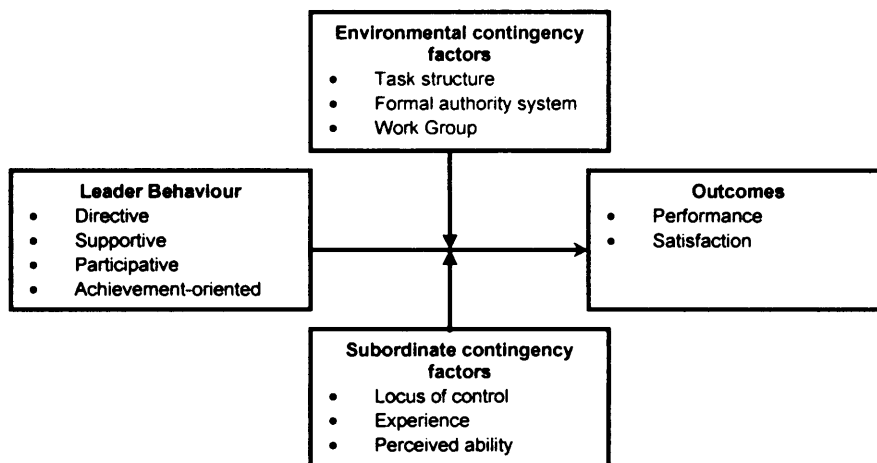 Environmental contingency
factors
• Task structure
• Formal authority system
• Work Group
Leader Behaviour
• Directive
• Supportive
• Participative
• Achievement-oriented
Outcomes
• Performance
• Satisfaction
Subordinate contingency
factors
• Locus of control
• Experience
• Perceived ability